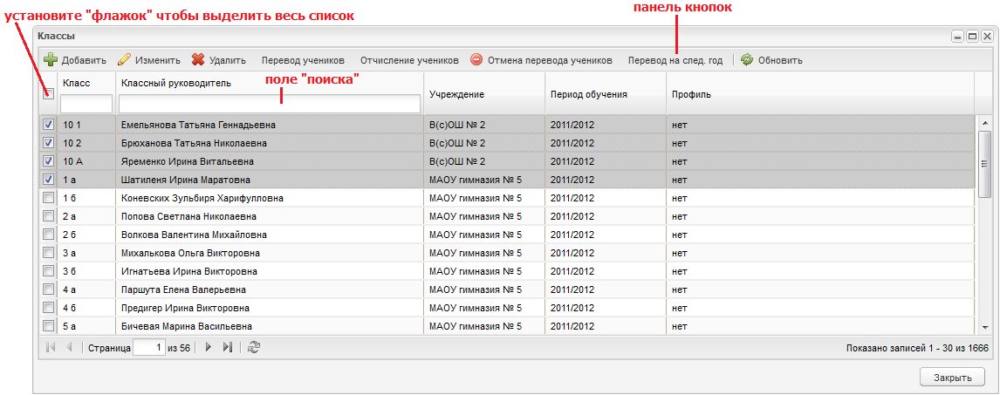 панель кнопок
установите "флажок" чтобы выделить весь список
Классы
Добавить Изменить Удалить Перевод учеников Отчисление учеников Отмена перевода учеников Перевод на след. год Обновить
поле "поиска"
Класс Классный руководитель Учреждение Период обучения Профиль
10 1 Емельянова Татьяна Геннадьевна В(с)ОШ № 2 2011/2012 нет
10 2 Брюханова Татьяна Николаевна В(с)ОШ № 2 2011/2012 нет
10 А Яременко Ирина Витальевна В(с)ОШ № 2 2011/2012 нет
1 а Шатиленя Ирина Маратовна МАОУ гимназия № 5 2011/2012 нет
1 б Коневских Зульбиря Харифулловна МАОУ гимназия № 5 2011/2012 нет
2 а Попова Светлана Николаевна МАОУ гимназия № 5 2011/2012 нет
2 б Волкова Валентина Михайловна МАОУ гимназия № 5 2011/2012 нет
3 а Михалькова Ольга Викторовна МАОУ гимназия № 5 2011/2012 нет
3 б Игнатьева Ирина Викторовна МАОУ гимназия № 5 2011/2012 нет
4 а Паршута Елена Валерьевна МАОУ гимназия № 5 2011/2012 нет
4 б Предигер Ирина Викторовна МАОУ гимназия № 5 2011/2012 нет
5 а Бичевая Марина Васильевна МАОУ гимназия № 5 2011/2012 нет
Страница 1 из 56 Показано записей 1 - 30 из 1666
Закрыть